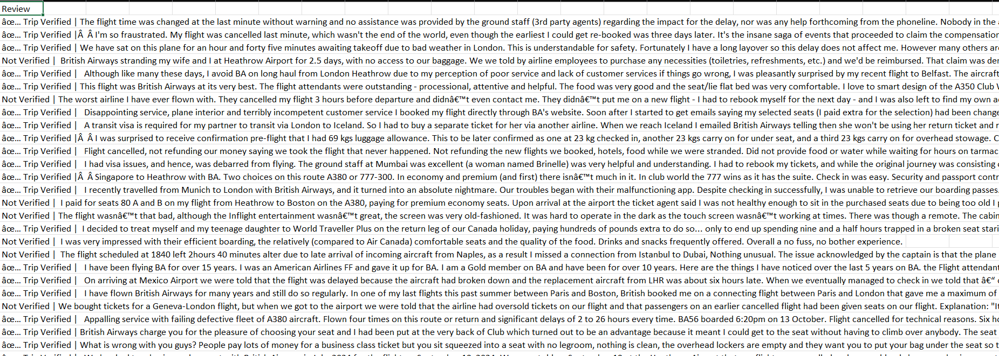 Review
âœ… Trip Verified | The flight time was changed at the last minute without warning and no assistance was provided by the ground staff (3rd party agents) regarding the impact for the delay, nor was any help forthcoming from the phoneline. Nobody in the
âœ… Trip Verified |Â  Â I'm so fraustrated. My flight was cancelled last minute, which wasn't the end of the world, even though the earliest I could get re-booked was three days later. It's the insane saga of events that proceeded to claim the compensation
âœ… Trip Verified | We have sat on this plane for an hour and forty five minutes awaiting takeoff due to bad weather in London. This is understandable for safety. Fortunately I have a long layover so this delay does not affect me. However many others
Not Verified |  British Airways stranding my wife and I at Heathrow Airport for 2.5 days, with no access to our baggage. We we told by airline employees to purchase any necessities (toiletries, refreshments, etc.) and we'd be reimbursed. That claim was
âœ… Trip Verified |   Although like many these days, I avoid BA on long haul from London Heathrow due to my perception of poor service and lack of customer services if things go wrong, I was pleasantly surprised by my recent flight to Belfast. The aircraft
âœ… Trip Verified | This flight was British Airways at its very best. The flight attendants were outstanding - processional, attentive and helpful. The food was very good and the seat/lie flat bed was very comfortable. I love to smart design of the A350 Club
Not Verified | The worst airline I have ever flown with. They cancelled my flight 3 hours before departure and didnâ€™t even contact me. They didnâ€™t put me on a new flight - I had to rebook myself for the next day - and I was also left to find my own
âœ… Trip Verified |   Disappointing service, plane interior and terribly incompetent customer service I booked my flight directly through BA's website. Soon after I started to get emails saying my selected seats (I paid extra for the selection) had been change
âœ… Trip Verified |   A transit visa is required for my partner to transit via London to Iceland. So I had to buy a separate ticket for her via another airline. When we reach Iceland I emailed British Airways telling then she won't be using her return ticket and
âœ… Trip Verified |Â  Â I was surprised to receive confirmation pre-flight that I had 69 kgs luggage allowance. This to be later confirmed as one at 23 kg checked in, another 23 kgs carry on for under seat, and a third 23 kgs carry on for overhead stowage.
âœ… Trip Verified |   Flight cancelled, not refunding our money saying we took the flight that never happened. Not refunding the new flights we booked, hotels, food while we were stranded. Did not provide food or water while waiting for hours on tarmac
âœ… Trip Verified |   I had visa issues, and hence, was debarred from flying. The ground staff at Mumbai was excellent (a woman named Brinelle) was very helpful and understanding. I had to rebook my tickets, and while the original journey was consisting
âœ… Trip Verified |Â  Â Singapore to Heathrow with BA. Two choices on this route A380 or 777-300. In economy and premium (and first) there isnâ€™t much in it. In club world the 777 wins as it has the suite. Check in was easy. Security and passport contr
âœ… Trip Verified |   I recently travelled from Munich to London with British Airways, and it turned into an absolute nightmare. Our troubles began with their malfunctioning app. Despite checking in successfully, I was unable to retrieve our boarding passes.
Not Verified |  I paid for seats 80 A and B on my flight from Heathrow to Boston on the A380, paying for premium economy seats. Upon arrival at the airport the ticket agent said I was not healthy enough to sit in the purchased seats due to being too old I
Not Verified | The flight wasnâ€™t that bad, although the Inflight entertainment wasnâ€™t great, the screen was very old-fashioned. It was hard to operate in the dark as the touch screen wasnâ€™t working at times. There was though a remote. The cabin
âœ… Trip Verified |  I decided to treat myself and my teenage daughter to World Traveller Plus on the return leg of our Canada holiday, paying hundreds of pounds extra to do so… only to end up spending nine and a half hours trapped in a broken seat stari
Not Verified |  I was very impressed with their efficient boarding, the relatively (compared to Air Canada) comfortable seats and the quality of the food. Drinks and snacks frequently offered. Overall a no fuss, no bother experience.
Not Verified |  The flight scheduled at 1840 left 2hours 40 minutes alter due to late arrival of incoming aircraft from Naples, as a result I missed a connection from Istanbul to Dubai, Nothing unusual. The issue acknowledged by the captain is that the plane
âœ… Trip Verified |   I have been flying BA for over 15 years. I was an American Airlines FF and gave it up for BA. I am a Gold member on BA and have been for over 10 years. Here are the things I have noticed over the last 5 years on BA. the Flight attendant
âœ… Trip Verified |   On arriving at Mexico Airport we were told that the flight was delayed because the aircraft had broken down and the replacement aircraft from LHR was about six hours late. When we eventually managed to check in we told that â€“
âœ… Trip Verified |   I have flown British Airways for many years and still do so regularly. In one of my last flights this past summer between Paris and Boston, British booked me on a connecting flight between Paris and London that gave me a maximum of
Not Verified | We bought tickets for a Geneva-London flight, but when we got to the airport we were told that the airline had oversold tickets on our flight and that passengers on an earlier cancelled flight had been given seats on our flight. Explanation: "It
âœ… Trip Verified |   Appalling service with failing defective fleet of A380 aircraft. Flown four times on this route or return and significant delays of 2 to 26 hours every time. BA56 boarded 6:20pm on 13 October. Flight cancelled for technical reasons. Six
âœ… Trip Verified | British Airways charge you for the pleasure of choosing your seat and I had been put at the very back of Club which turned out to be an advantage because it meant I could get to the seat without having to climb over anybody. The seat
âœ… Trip Verified | What is wrong with you guys? People pay lots of money for a business class ticket but you sit squeezed into a seat with no legroom, nothing is clean, the overhead lockers are empty and they want you to put your bag under the seat so